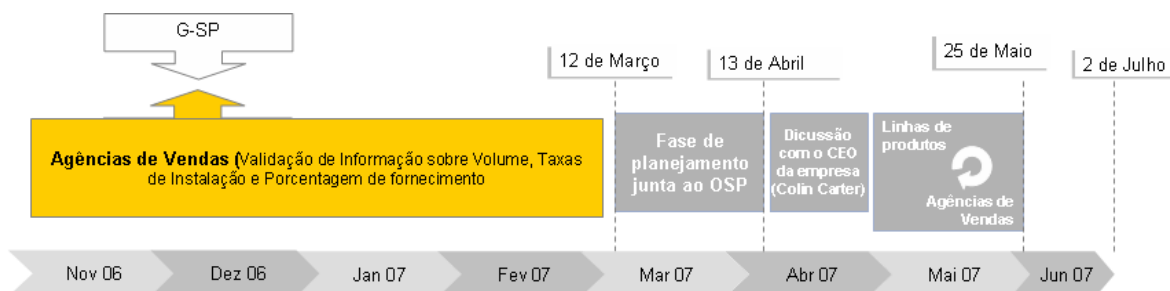 G-SP
12 de Março
13 de Abril
25 de Maio
2 de Julho
Agências de Vendas (Validação de Informação sobre Volume, Taxas
de Instalação e Porcentagem de fornecimento
Fase de
planejamento
junta ao OSP
Dicussão
com o CEO
da empresa
(Colin Carter)
Linhas de
produtos
Agências de
Vendas
Nov 06
Dez 06
Jan 07
Fev 07
Mar 07
Abr 07
Mai 07
Jun 07